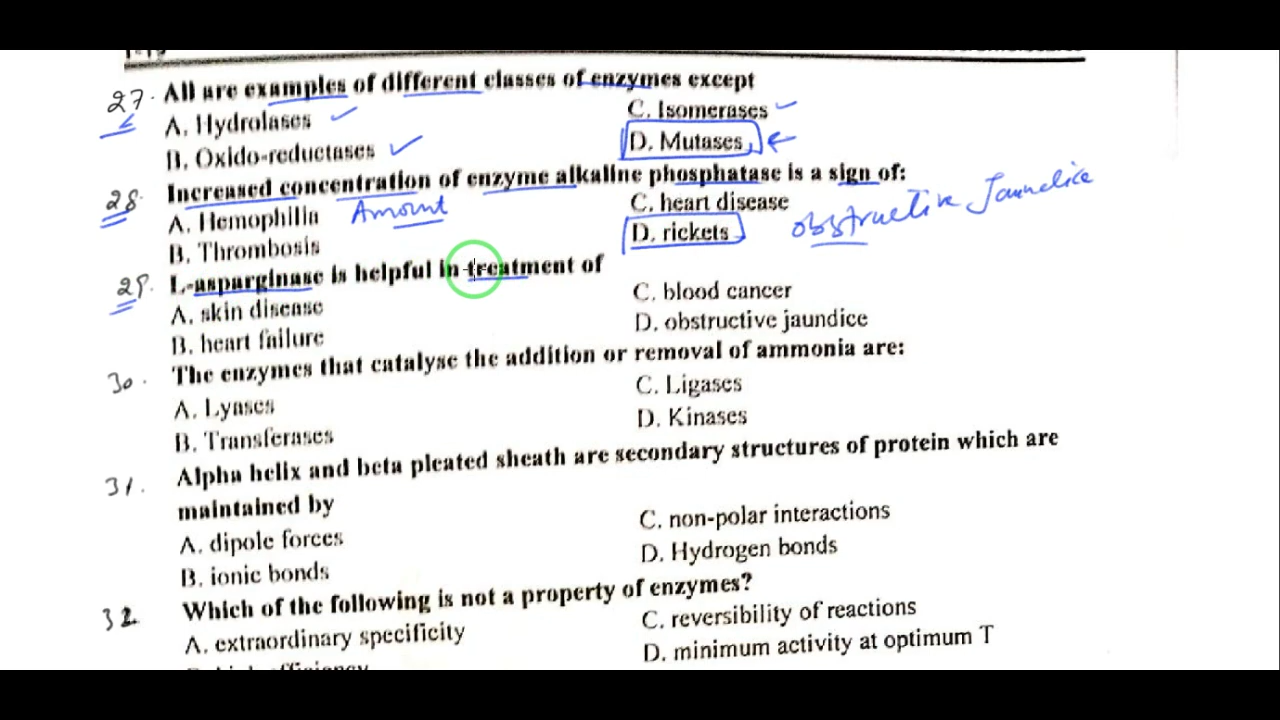 27. All are examples of different classes of enzymes except
A. Hydrolases
C. Isomerases
B. Oxido-reductases
D. Mutases
28. Increased concentration of enzyme alkaline phosphatase is a sign of:
A. Hemophilia
Amount
C. heart disease
obstructive Jaundice
B. Thrombosis
D. rickets
29. L-asparginase is helpful in treatment of
A. skin disease
C. blood cancer
B. heart failure
D. obstructive jaundice
30. The enzymes that catalyse the addition or removal of ammonia are:
A. Lyases
C. Ligases
B. Transferases
D. Kinases
31. Alpha helix and beta pleated sheath are secondary structures of protein which are
maintained by
A. dipole forces
C. non-polar interactions
B. ionic bonds
D. Hydrogen bonds
32 Which of the following is not a property of enzymes?
A. extraordinary specificity
C. reversibility of reactions
D. minimum activity at optimum T